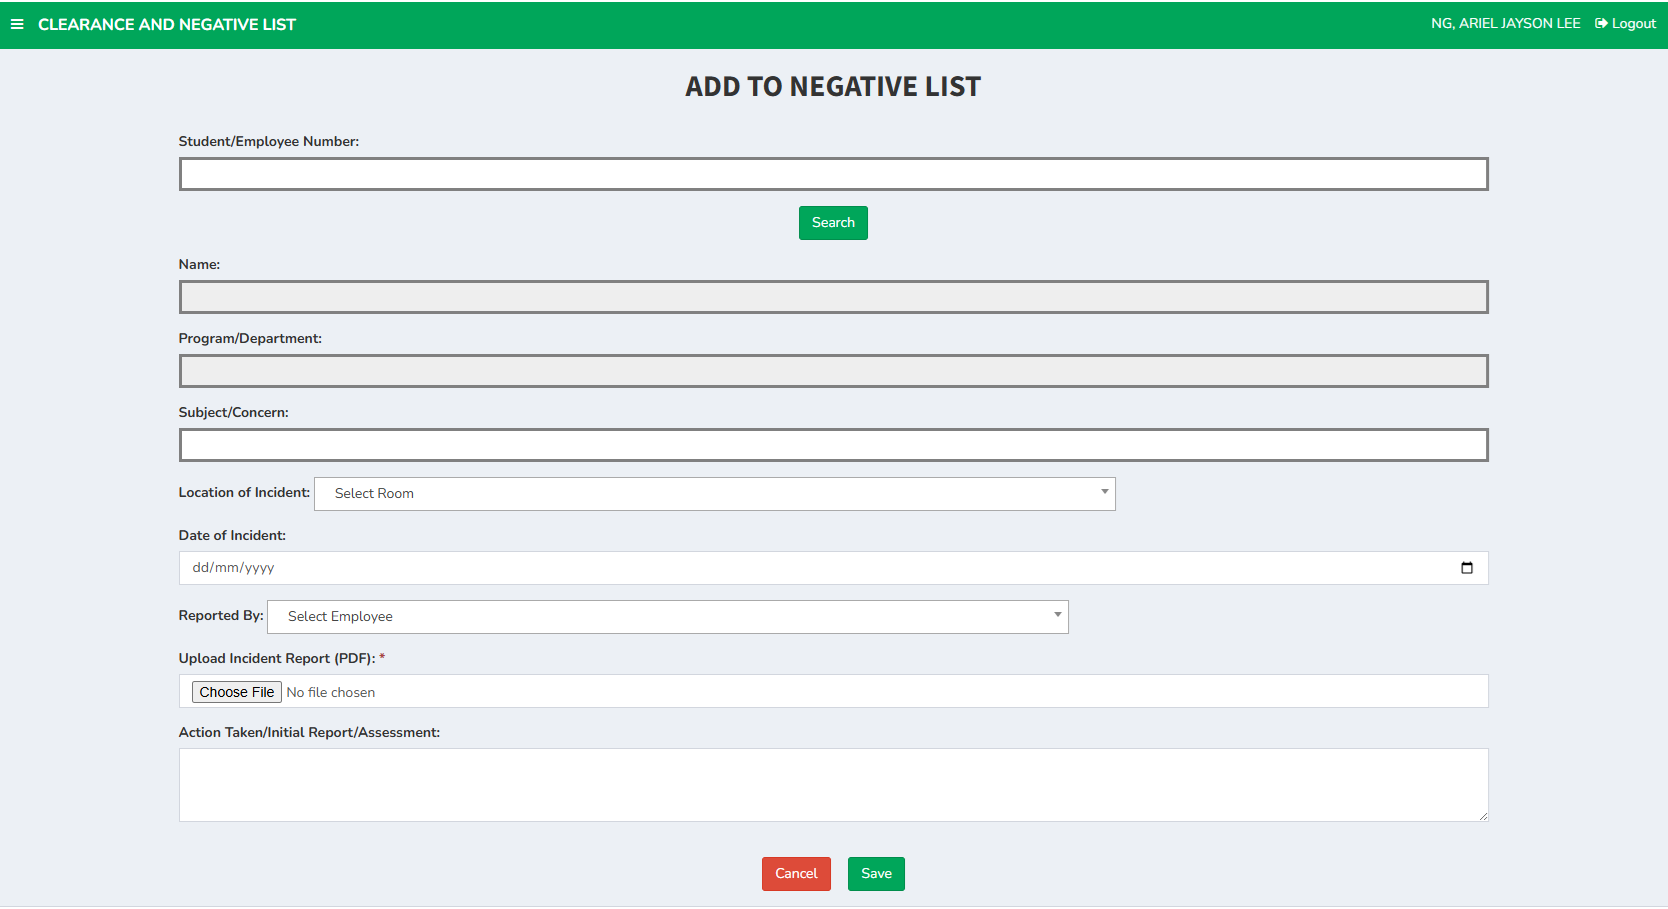 CLEARANCE AND NEGATIVE LIST
NG, ARIEL JAYSON LEE Logout
ADD TO NEGATIVE LIST
Student/Employee Number:
Search
Name:
Program/Department:
Subject/Concern:
Location of Incident: Select Room
Date of Incident:
dd/mm/yyyy
Reported By: Select Employee
Upload Incident Report (PDF): *
Choose File No file chosen
Action Taken/Initial Report/Assessment:
Cancel Save